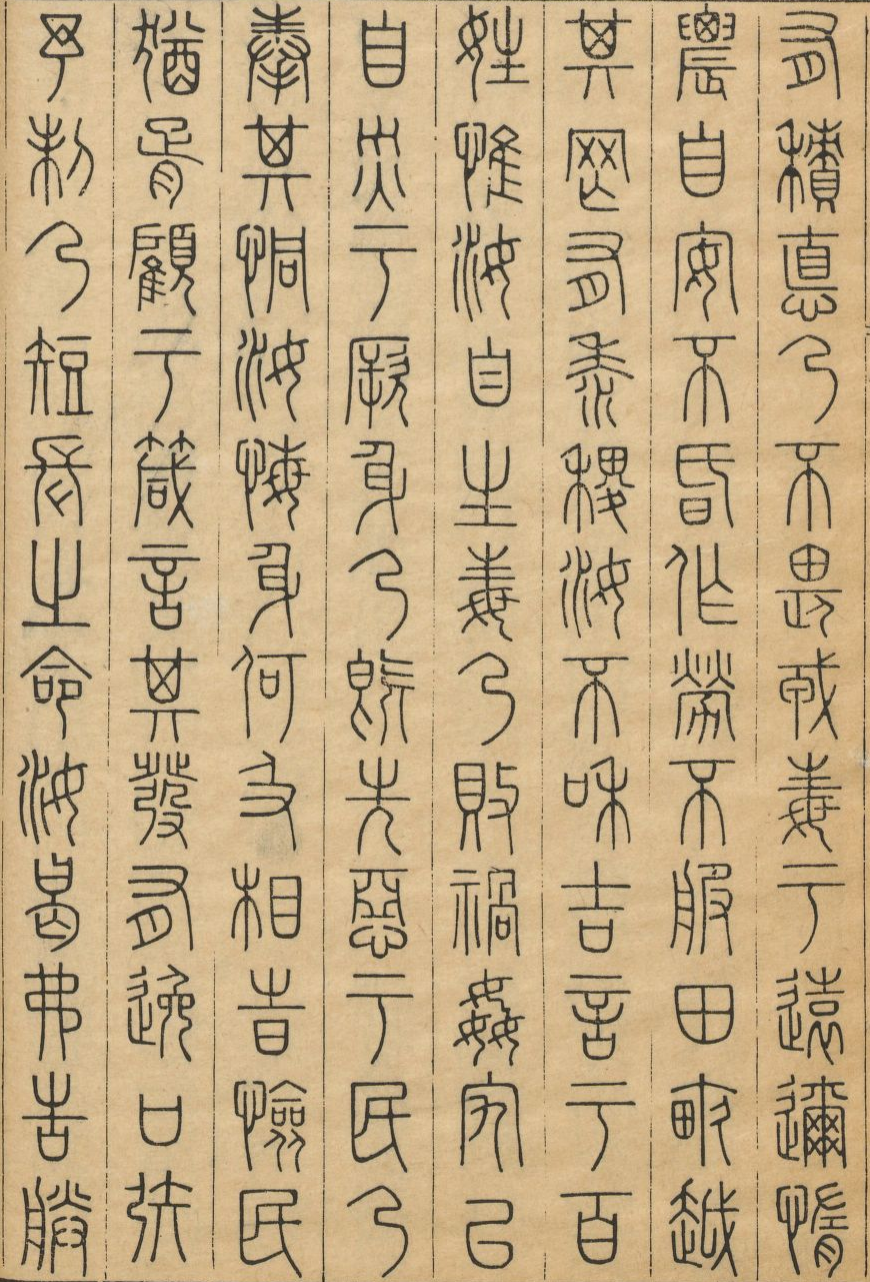 有積悳乃不畏戎毒于遠邇惰
農自安不昏作勞不服田畝越
其罔有黍稷汝不和吉言于百
姓惟汝自生毒乃敗禍姦宄以
自災于厥身乃既先惡于民乃
奉其恫汝悔身何及相旹憸民
猶胥顧于箴言其發有逸口矧
予制乃短長之命汝曷弗告朕